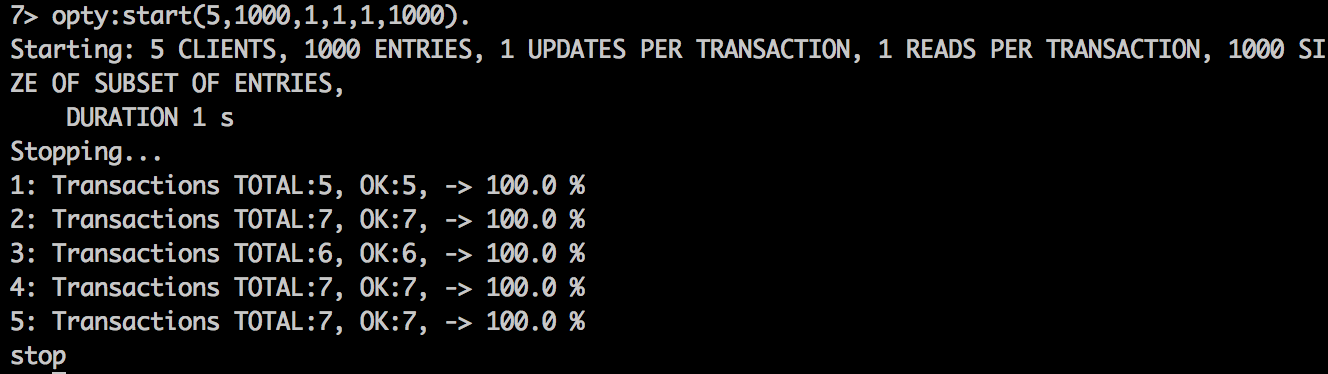 7> opty:start(5,1000,1,1,1,1000).
Starting: 5 CLIENTS, 1000 ENTRIES, 1 UPDATES PER TRANSACTION, 1 READS PER TRANSACTION, 1000 SI
ZE OF SUBSET OF ENTRIES,
    DURATION 1 s
Stopping...
1: Transactions TOTAL:5, OK:5, -> 100.0 %
2: Transactions TOTAL:7, OK:7, -> 100.0 %
3: Transactions TOTAL:6, OK:6, -> 100.0 %
4: Transactions TOTAL:7, OK:7, -> 100.0 %
5: Transactions TOTAL:7, OK:7, -> 100.0 %
stop